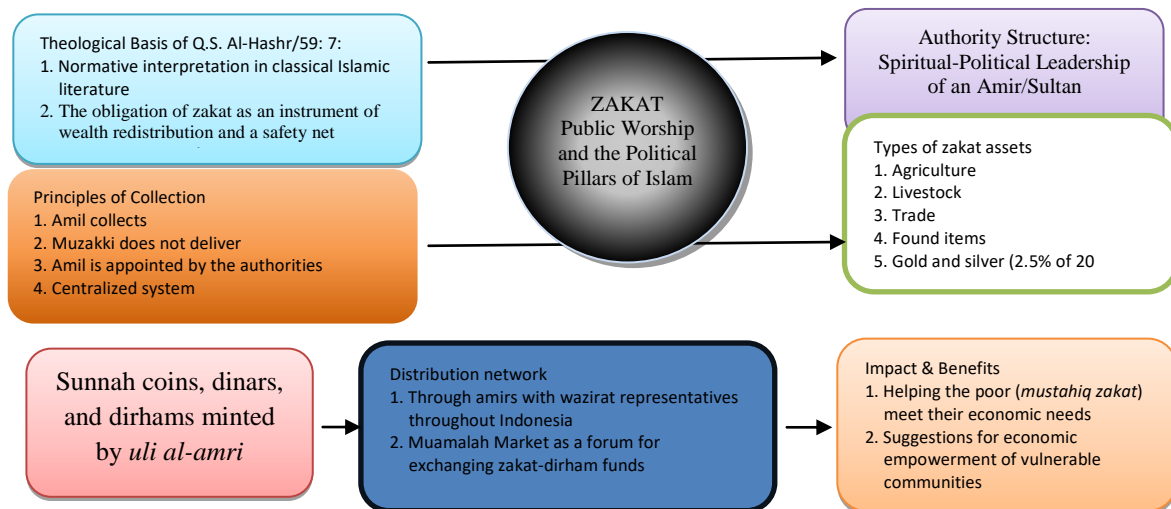 Theological Basis of Q.S. Al-Hashr/59: 7:
1. Normative interpretation in classical Islamic
literature
2. The obligation of zakat as an instrument of
wealth redistribution and a safety net
ZAKAT
Public Worship
and the Political
Pillars of Islam
Authority Structure:
Spiritual-Political Leadership
of an Amir/Sultan
Principles of Collection
1. Amil collects
2. Muzakki does not deliver
3. Amil is appointed by the authorities
4. Centralized system
Types of zakat assets
1. Agriculture
2. Livestock
3. Trade
4. Found items
5. Gold and silver (2.5% of 20
Sunnah coins, dinars,
and dirhams minted
by uli al-amri
Distribution network
1. Through amirs with wazirat representatives
throughout Indonesia
2. Muamalah Market as a forum for
exchanging zakat-dirham funds
Impact & Benefits
1. Helping the poor (mustahiq zakat)
meet their economic needs
2. Suggestions for economic
empowerment of vulnerable
communities